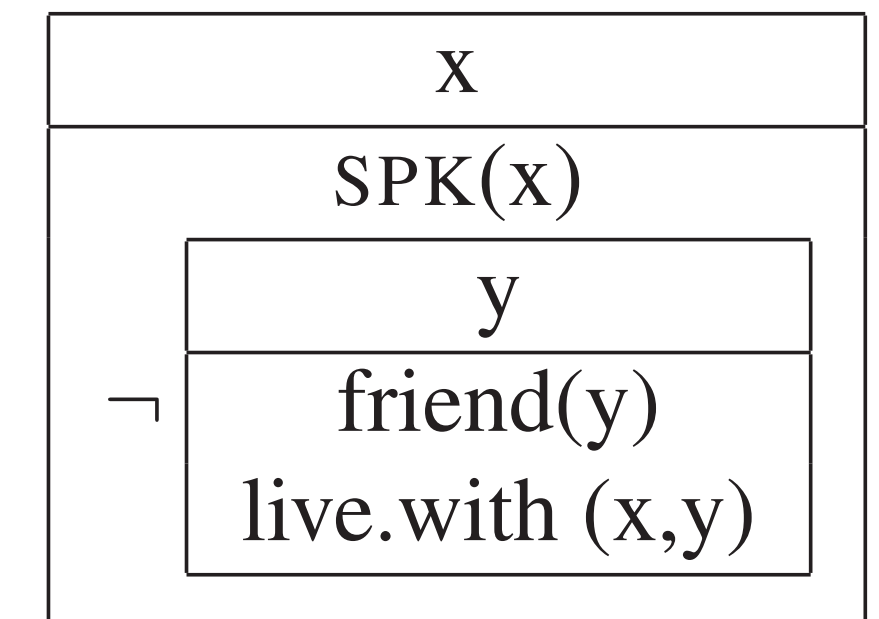 x
SPK(x)
y
friend(y)
¬
live.with (x,y)